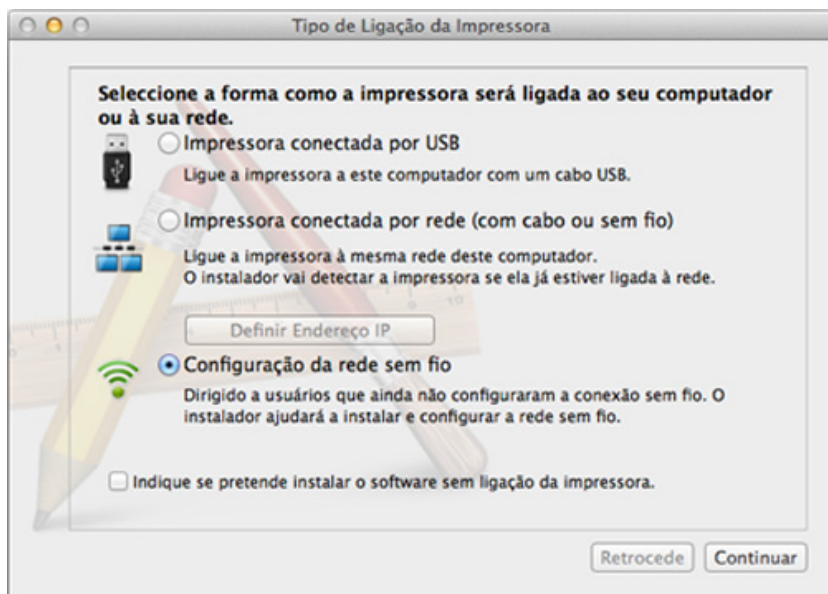 Tipo de Ligação da Impressora
Seleccione a forma como a impressora será ligada ao seu computador
ou à sua rede.
Impressora conectada por USB
Ligue a impressora a este computador com um cabo USB.
Impressora conectada por rede (com cabo ou sem fio)
Ligue a impressora à mesma rede deste computador.
O instalador vai detectar a impressora se ela já estiver ligada à rede.
Definir Endereço IP
Configuração da rede sem fio
Dirigido a usuários que ainda não configuraram a conexão sem fio. O
instalador ajudará a instalar e configurar a rede sem fio.
Indique se pretende instalar o software sem ligação da impressora.
Retrocede Continuar